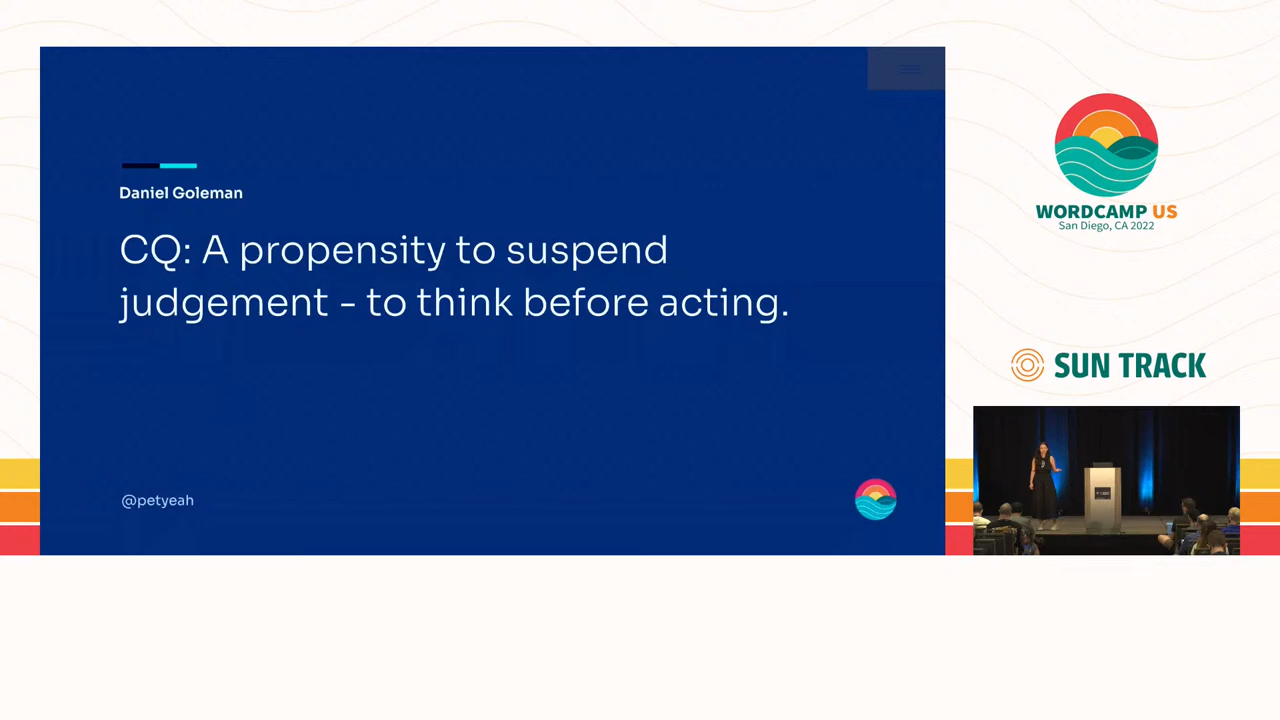 Daniel Goleman
CQ: A propensity to suspend
judgement - to think before acting.
@petyeah
WORDCAMP US
San Diego, CA 2022
SUN TRACK